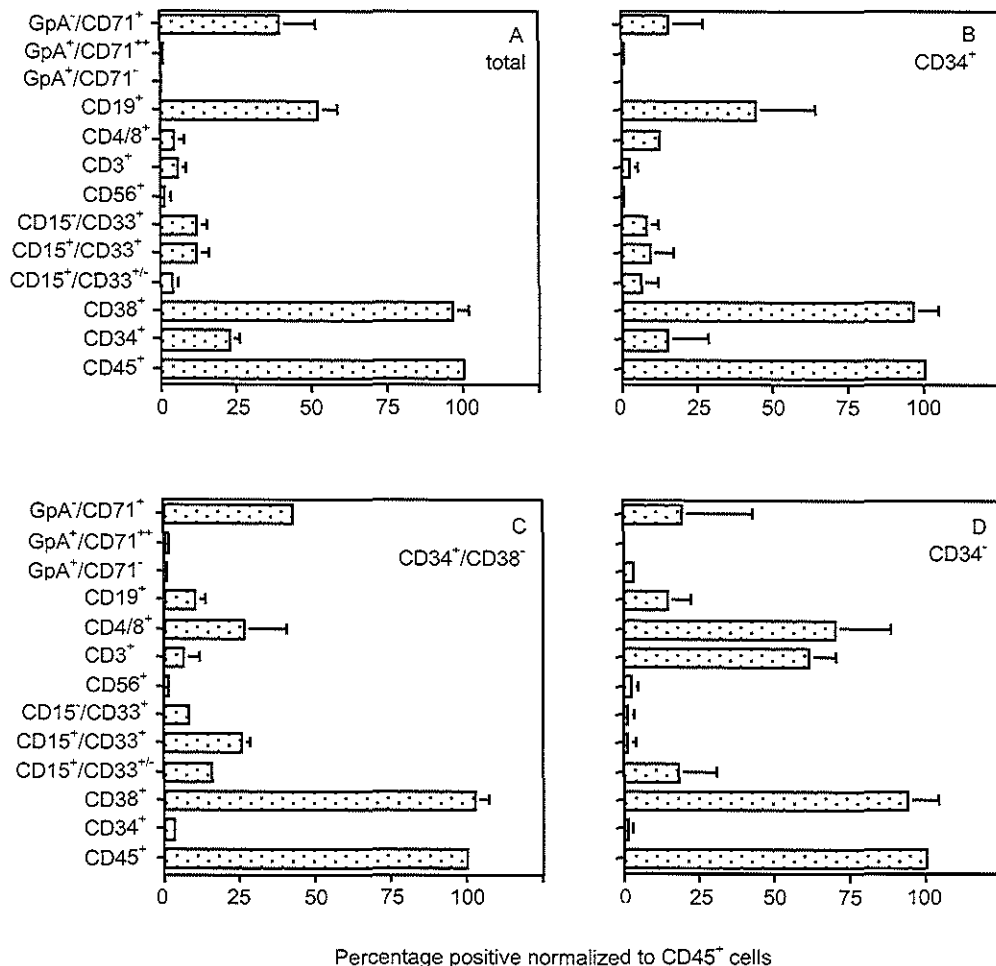 GpA⁻/CD71⁺
GpA⁺/CD71⁺⁺
GpA⁺/CD71⁻
CD19⁺
CD4/8⁺
CD3⁺
CD56⁺
CD15⁻/CD33⁺
CD15⁺/CD33⁺
CD15⁺/CD33⁺/⁻
CD38⁺
CD34⁺
CD45⁺
A
total
0 25 50 75 100
B
CD34⁺
0 25 50 75 100
GpA⁻/CD71⁺
GpA⁺/CD71⁺⁺
GpA⁺/CD71⁻
CD19⁺
CD4/8⁺
CD3⁺
CD56⁺
CD15⁻/CD33⁺
CD15⁺/CD33⁺
CD15⁺/CD33⁺/⁻
CD38⁺
CD34⁺
CD45⁺
C
CD34⁺/CD38⁻
0 25 50 75 100
D
CD34⁻
0 25 50 75 100
Percentage positive normalized to CD45⁺ cells